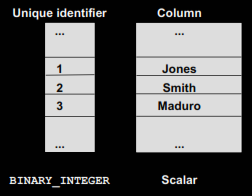 Unique identifier Column
... ...
1 Jones
2 Smith
3 Maduro
... ...
BINARY_INTEGER Scalar